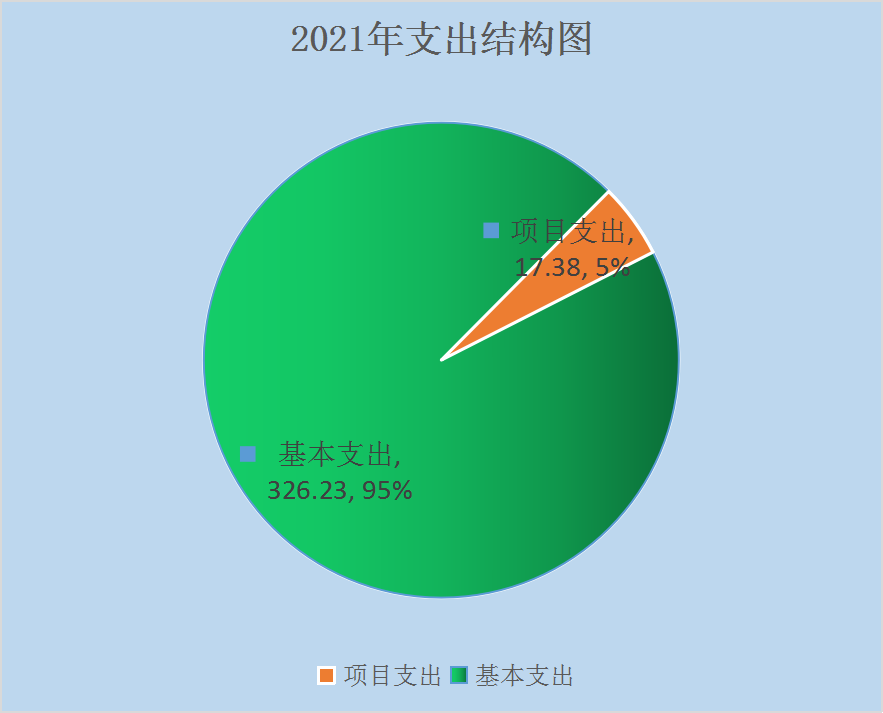 2021年支出结构图
项目支出,
17.38, 5%
基本支出,
326.23, 95%
项目支出 基本支出